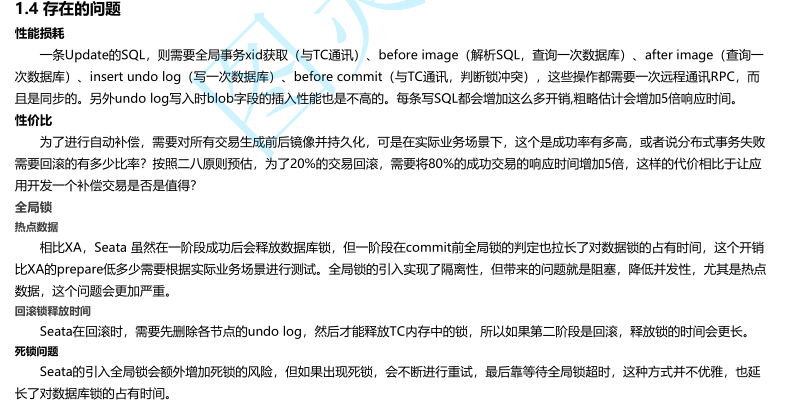 1.4 存在的问题
性能损耗
一条Update的SQL，则需要全局事务xid获取（与TC通讯）、before image（解析SQL，查询一次数据库）、after image（查询一
次数据库）、insert undo log（写一次数据库）、before commit（与TC通讯，判断锁冲突），这些操作都需要一次远程通讯RPC，而
且是同步的。另外undo log写入时blob字段的插入性能也是不高的。每条写SQL都会增加这么多开销,粗略估计会增加5倍响应时间。
性价比
为了进行自动补偿，需要对所有交易生成前后镜像并持久化，可是在实际业务场景下，这个是成功率有多高，或者说分布式事务失败
需要回滚的有多少比率？按照二八原则预估，为了20%的交易回滚，需要将80%的成功交易的响应时间增加5倍，这样的代价相比于让应
用开发一个补偿交易是否是值得？
全局锁
热点数据
相比XA，Seata 虽然在一阶段成功后会释放数据库锁，但一阶段在commit前全局锁的判定也拉长了对数据锁的占有时间，这个开销
比XA的prepare低多少需要根据实际业务场景进行测试。全局锁的引入实现了隔离性，但带来的问题就是阻塞，降低并发性，尤其是热点
数据，这个问题会更加严重。
回滚锁释放时间
Seata在回滚时，需要先删除各节点的undo log，然后才能释放TC内存中的锁，所以如果第二阶段是回滚，释放锁的时间会更长。
死锁问题
Seata的引入全局锁会额外增加死锁的风险，但如果出现死锁，会不断进行重试，最后靠等待全局锁超时，这种方式并不优雅，也延
长了对数据库锁的占有时间。